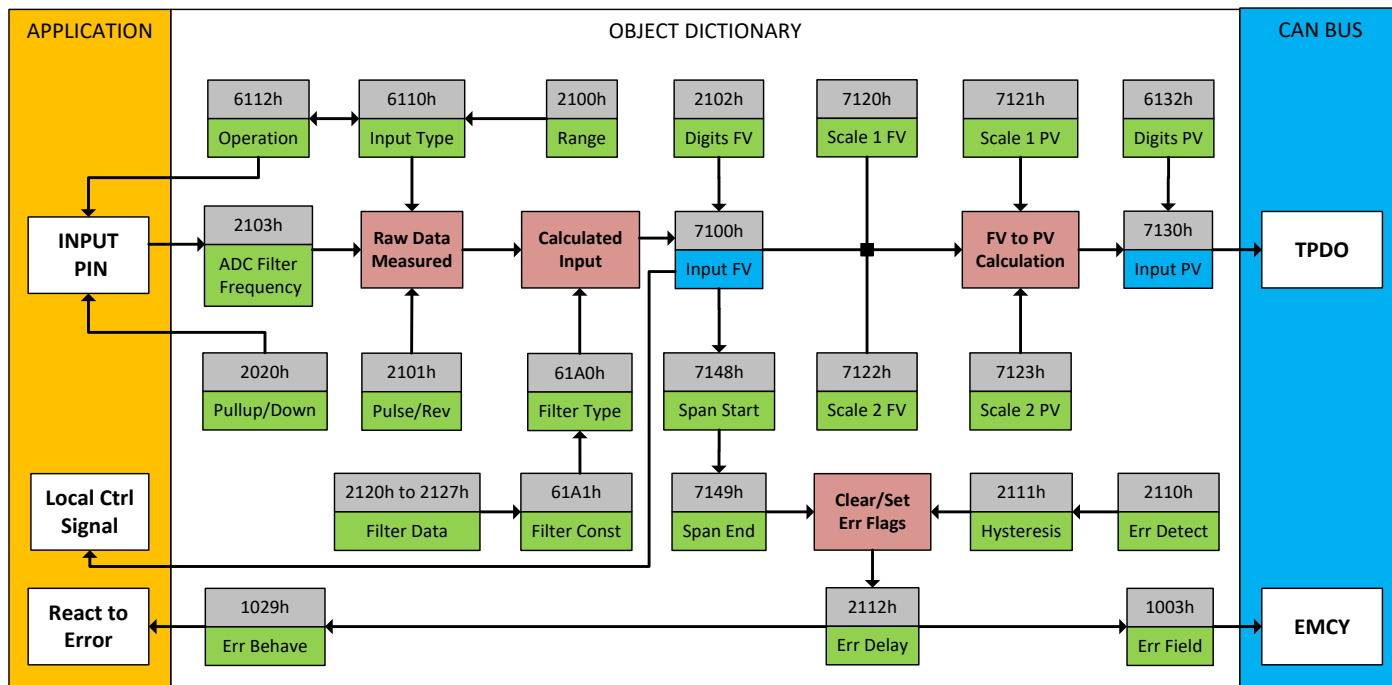 APPLICATION
OBJECT DICTIONARY
CAN BUS
6112h
Operation
6110h
Input Type
2100h
Range
2102h
Digits FV
7120h
Scale 1 FV
7121h
Scale 1 PV
6132h
Digits PV
INPUT
PIN
2103h
ADC Filter
Frequency
Raw Data
Measured
Calculated
Input
7100h
Input FV
FV to PV
Calculation
7130h
Input PV
TPDO
2020h
Pullup/Down
2101h
Pulse/Rev
61A0h
Filter Type
7148h
Span Start
7122h
Scale 2 FV
7123h
Scale 2 PV
Local Ctrl
Signal
2120h to 2127h
Filter Data
61A1h
Filter Const
7149h
Span End
Clear/Set
Err Flags
2111h
Hysteresis
2110h
Err Detect
React to
Error
1029h
Err Behave
2112h
Err Delay
1003h
Err Field
EMCY